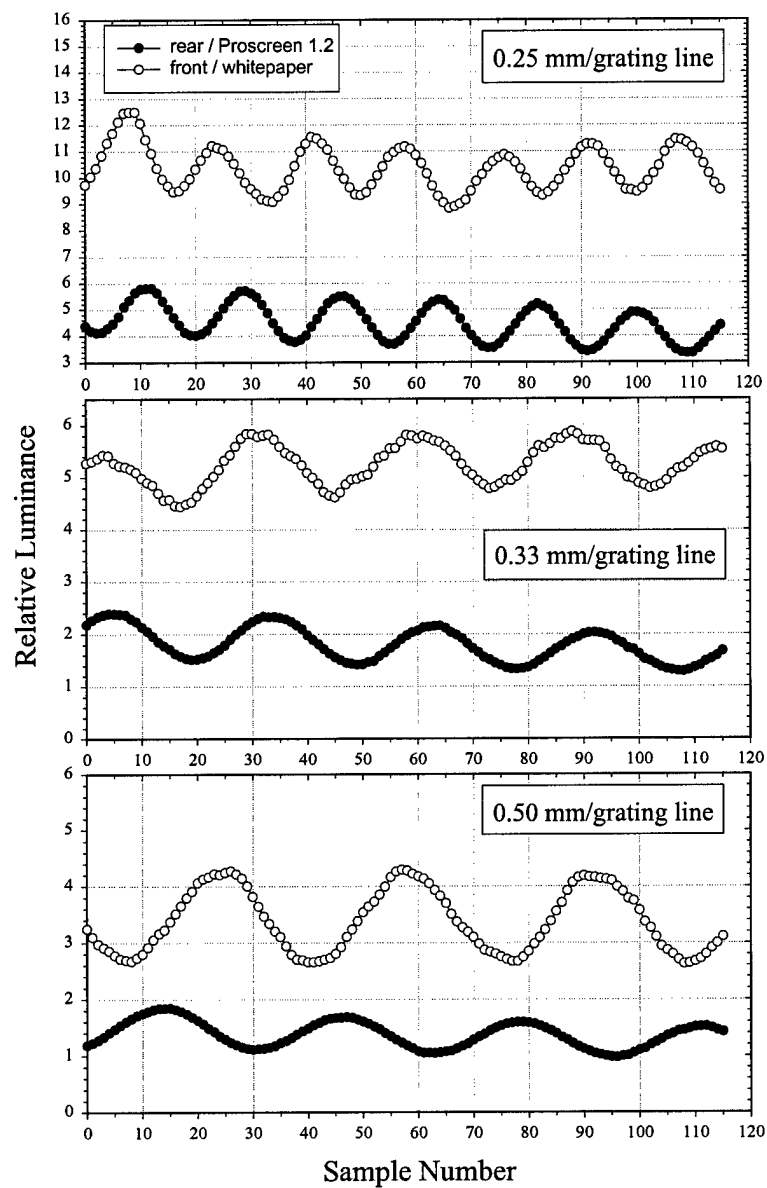 16
15
14
13
12
11
10
9
8
7
6
5
4
3
rear / Proscreen 1.2
front / whitepaper
0.25 mm/grating line
0 10 20 30 40 50 60 70 80 90 100 110 120
6
5
4
3
2
1
0
0.33 mm/grating line
0 10 20 30 40 50 60 70 80 90 100 110 120
6
5
4
3
2
1
0
0.50 mm/grating line
0 10 20 30 40 50 60 70 80 90 100 110 120
Relative Luminance
Sample Number